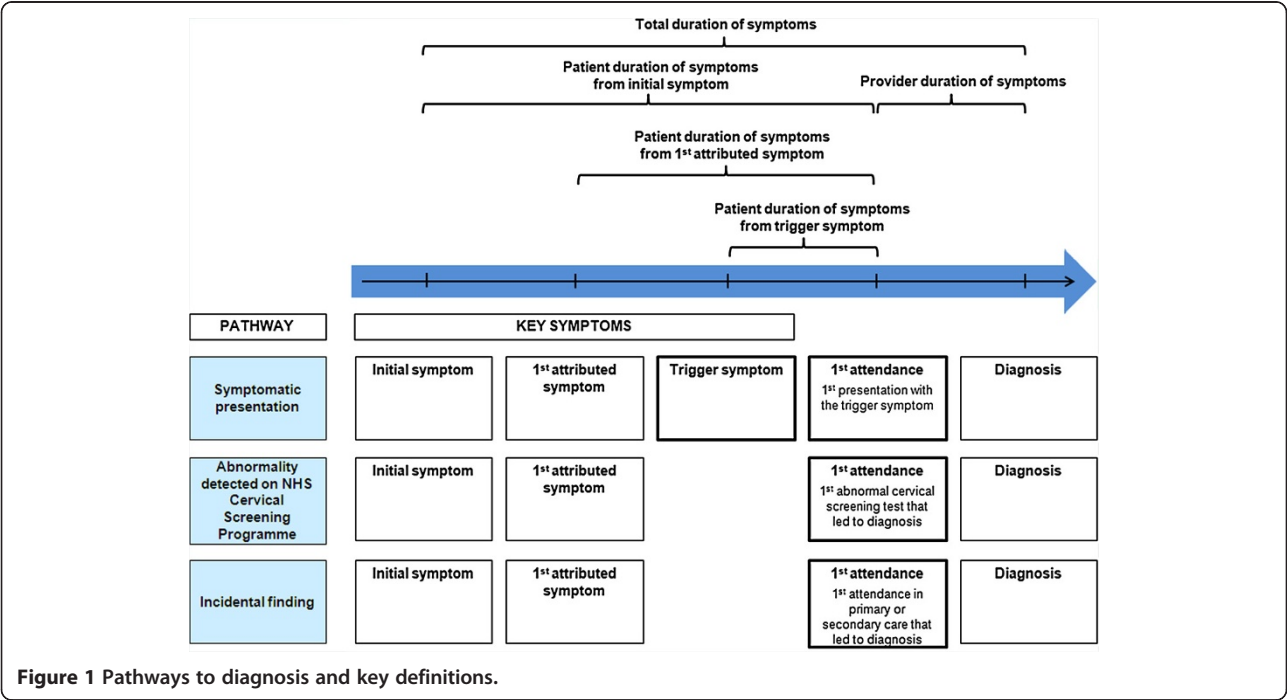 Total duration of symptoms
Patient duration of symptoms
from initial symptom
Provider duration of symptoms
Patient duration of symptoms
from 1st attributed symptom
Patient duration of symptoms
from trigger symptom
PATHWAY
KEY SYMPTOMS
Symptomatic
presentation
Initial symptom
1st attributed
symptom
Trigger symptom
1st attendance
1st presentation with
the trigger symptom
Diagnosis
Abnormality
detected on NHS
Cervical
Screening
Programme
Initial symptom
1st attributed
symptom
1st attendance
1st abnormal cervical
screening test that
led to diagnosis
Diagnosis
Incidental finding
Initial symptom
1st attributed
symptom
1st attendance
1st attendance in
primary or
secondary care that
led to diagnosis
Diagnosis
Figure 1 Pathways to diagnosis and key definitions.